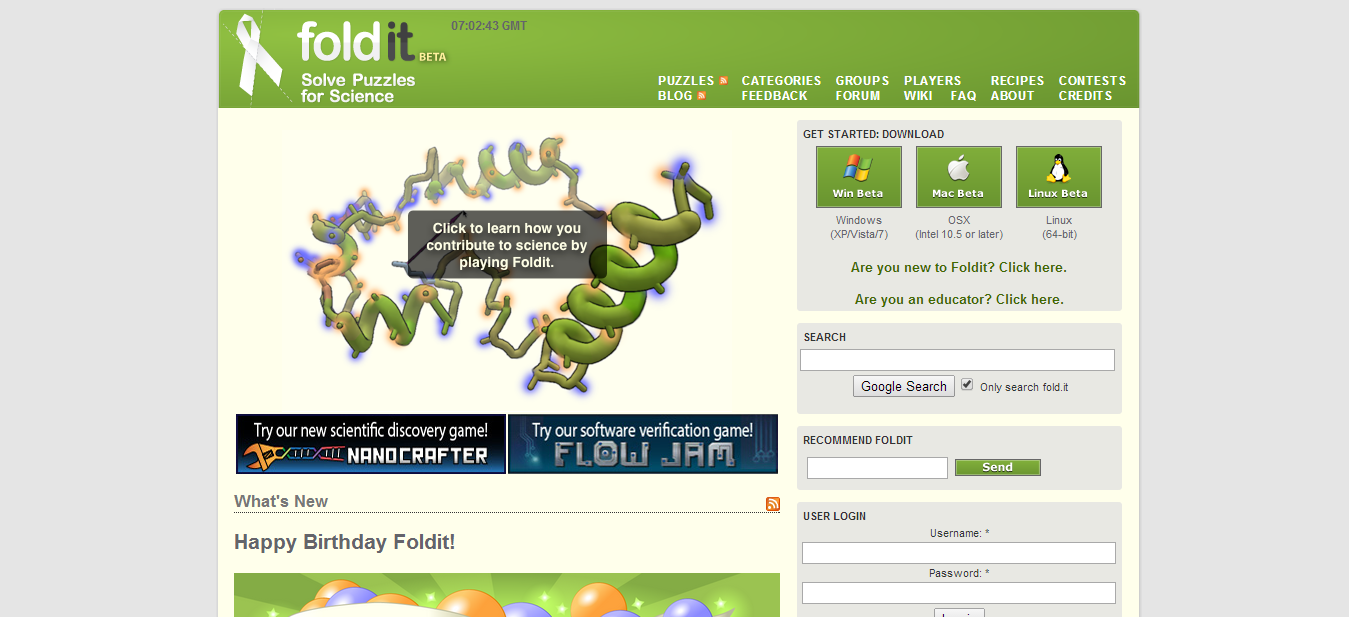 foldit BETA
07:02:43 GMT
Solve Puzzles
for Science
PUZZLES CATEGORIES GROUPS PLAYERS RECIPES CONTESTS
BLOG FEEDBACK FORUM WIKI FAQ ABOUT CREDITS
Click to learn how you
contribute to science by
playing Foldit.
Try our new scientific discovery game!
NANOCRAFTER
Try our software verification game!
FLOW JAM
What's New
Happy Birthday Foldit!
GET STARTED: DOWNLOAD
Win Beta
Mac Beta
Linux Beta
Windows
(XP/Vista/7)
OSX
(Intel 10.5 or later)
Linux
(64-bit)
Are you new to Foldit? Click here.
Are you an educator? Click here.
SEARCH
Google Search
Only search fold.it
RECOMMEND FOLDIT
Send
USER LOGIN
Username: *
Password: *